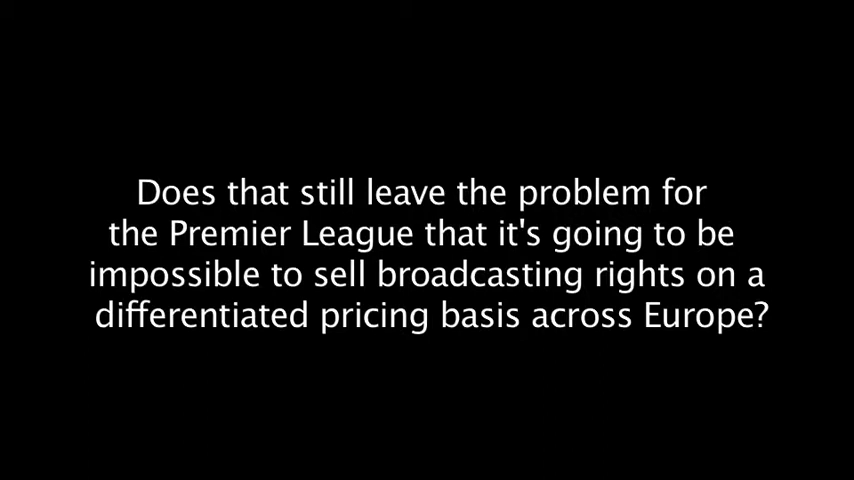 Does that still leave the problem for
the Premier League that it's going to be
impossible to sell broadcasting rights on a
differentiated pricing basis across Europe?